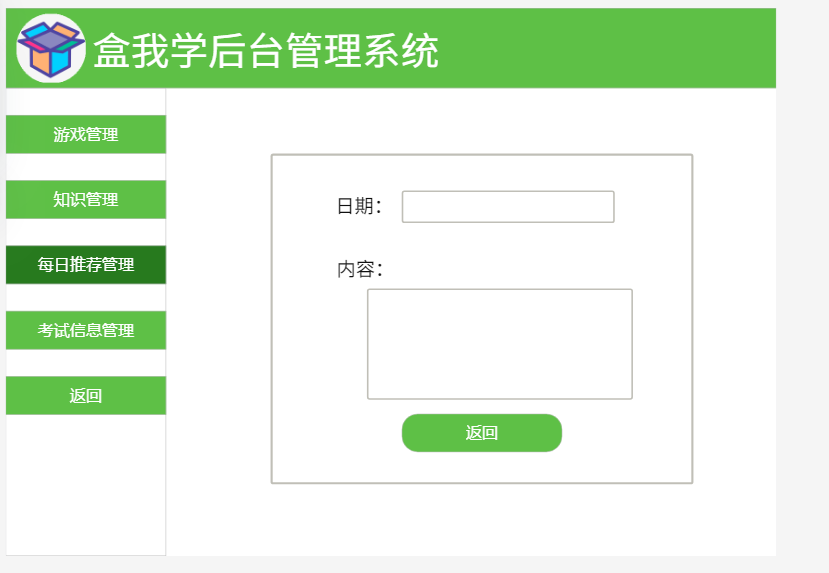 盒我学后台管理系统
游戏管理
知识管理
每日推荐管理
考试信息管理
返回
日期：
内容：
返回